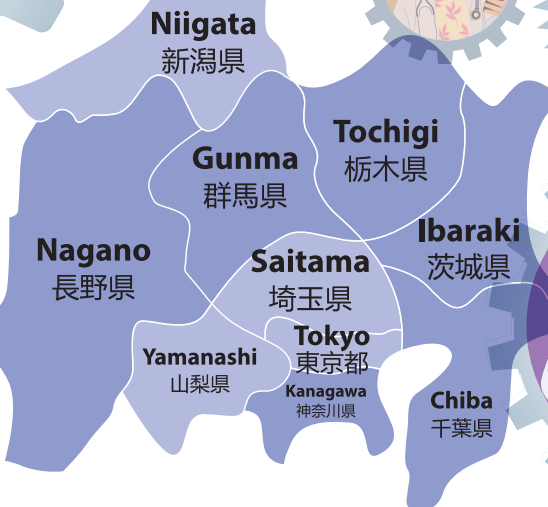 Niigata
新潟県
Tochigi
栃木県
Gunma
群馬県
Ibaraki
茨城県
Nagano
長野県
Saitama
埼玉県
Tokyo
東京都
Yamanashi
山梨県
Kanagawa
神奈川県
Chiba
千葉県